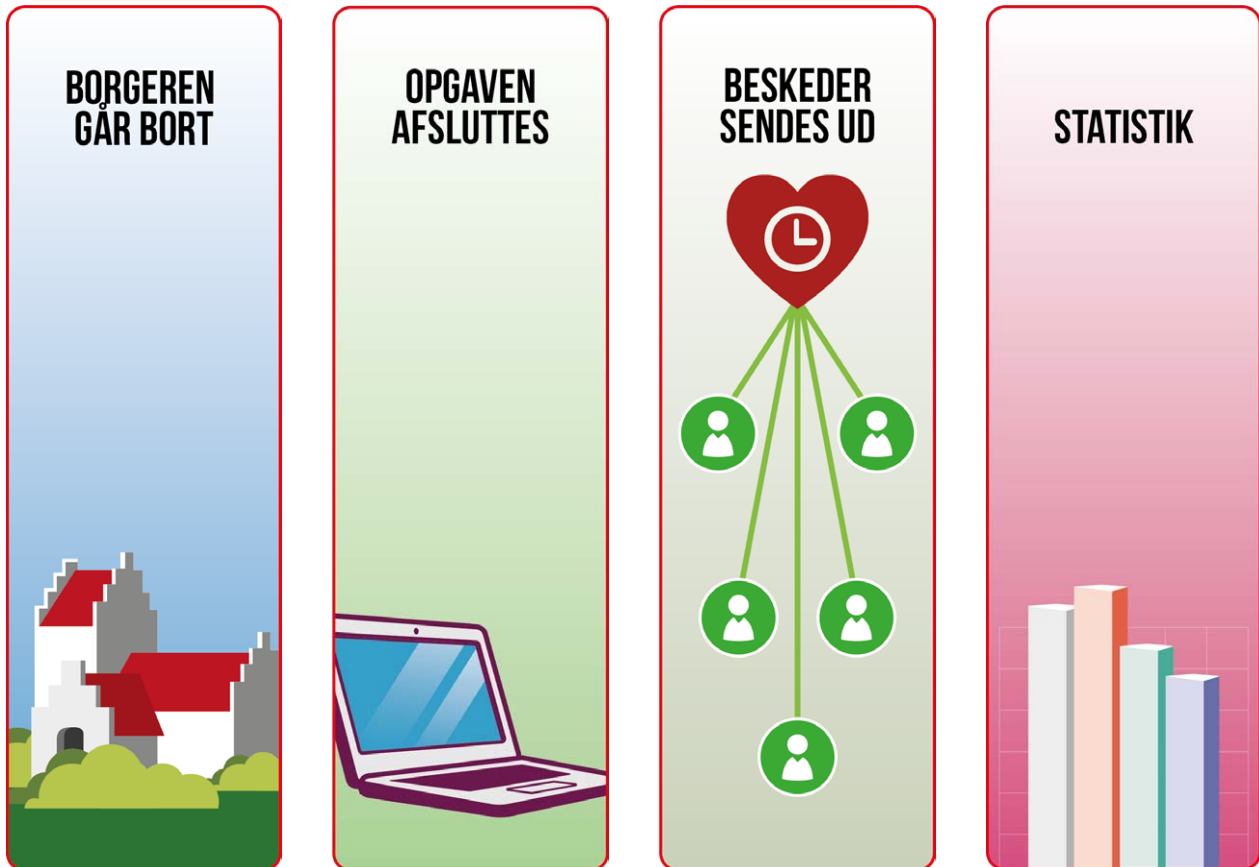 BORGEREN
GÅR BORT
OPGAVEN
AFSLUTTES
BESKEDER
SENDES UD
STATISTIK